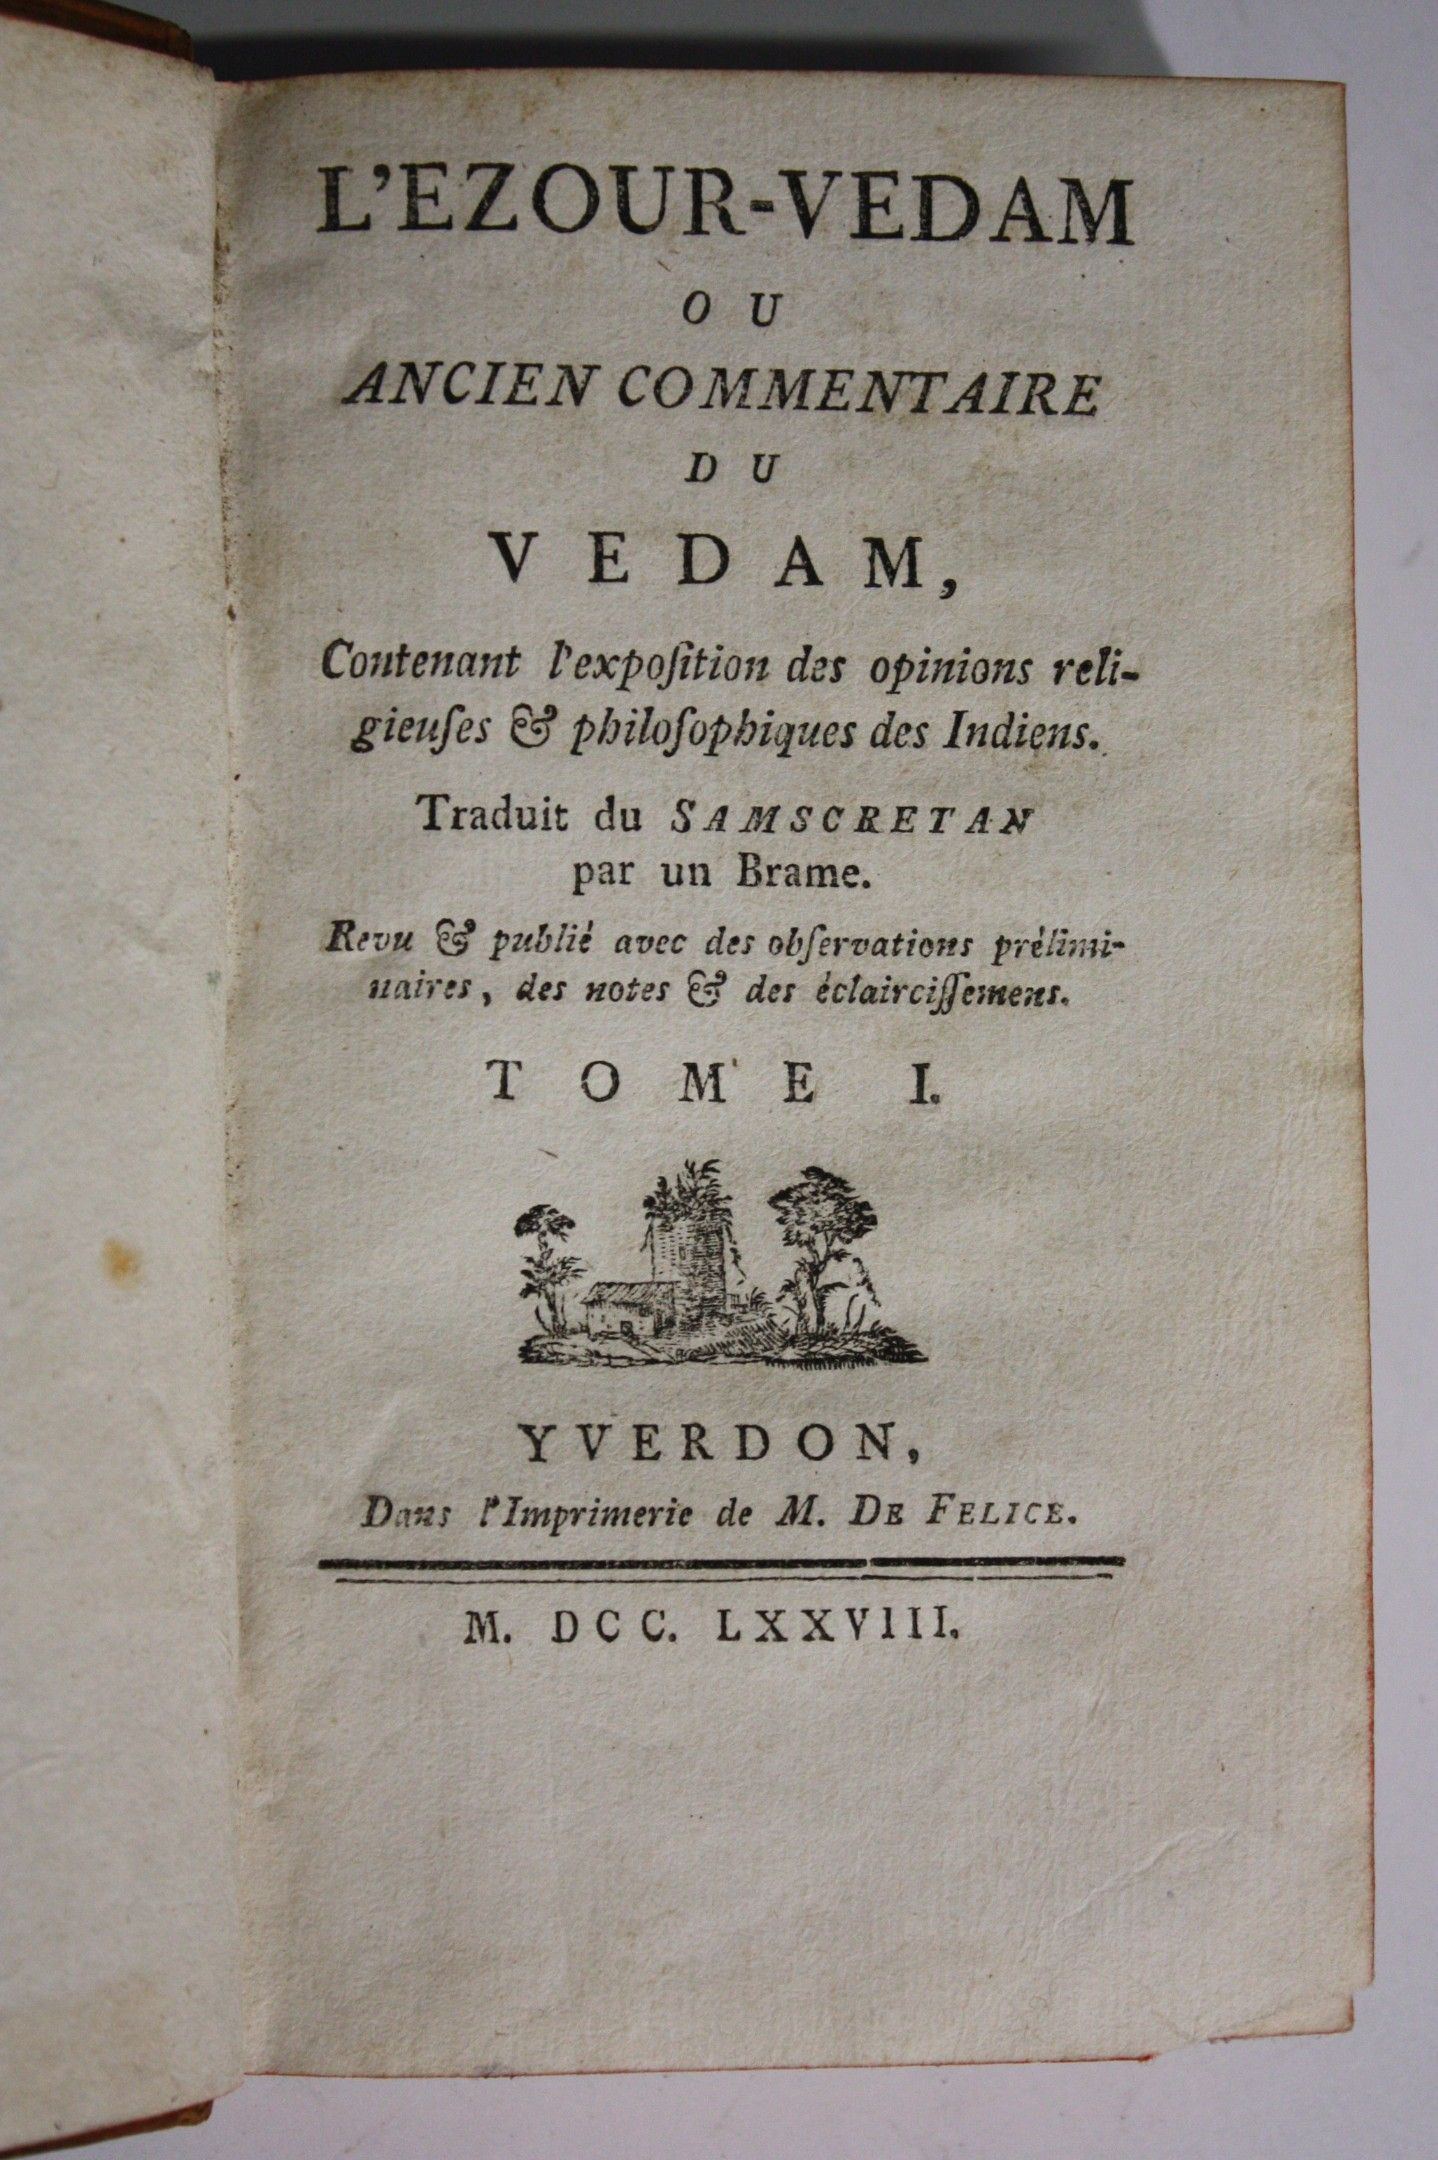 L'EZOUR-VEDAM
OU
ANCIEN COMMENTAIRE
DU
VEDAM,
Contenant l'expoſition des opinions reli-
gieuſes & philoſophiques des Indiens.
Traduit du SAMSCRETAN
par un Brame.
Revu & publié avec des obſervations prélimi-
naires, des notes & des éclairciſſemens.
TOME I.
YVERDON,
Dans l'Imprimerie de M. DE FELICE.
M. DCC. LXXVIII.